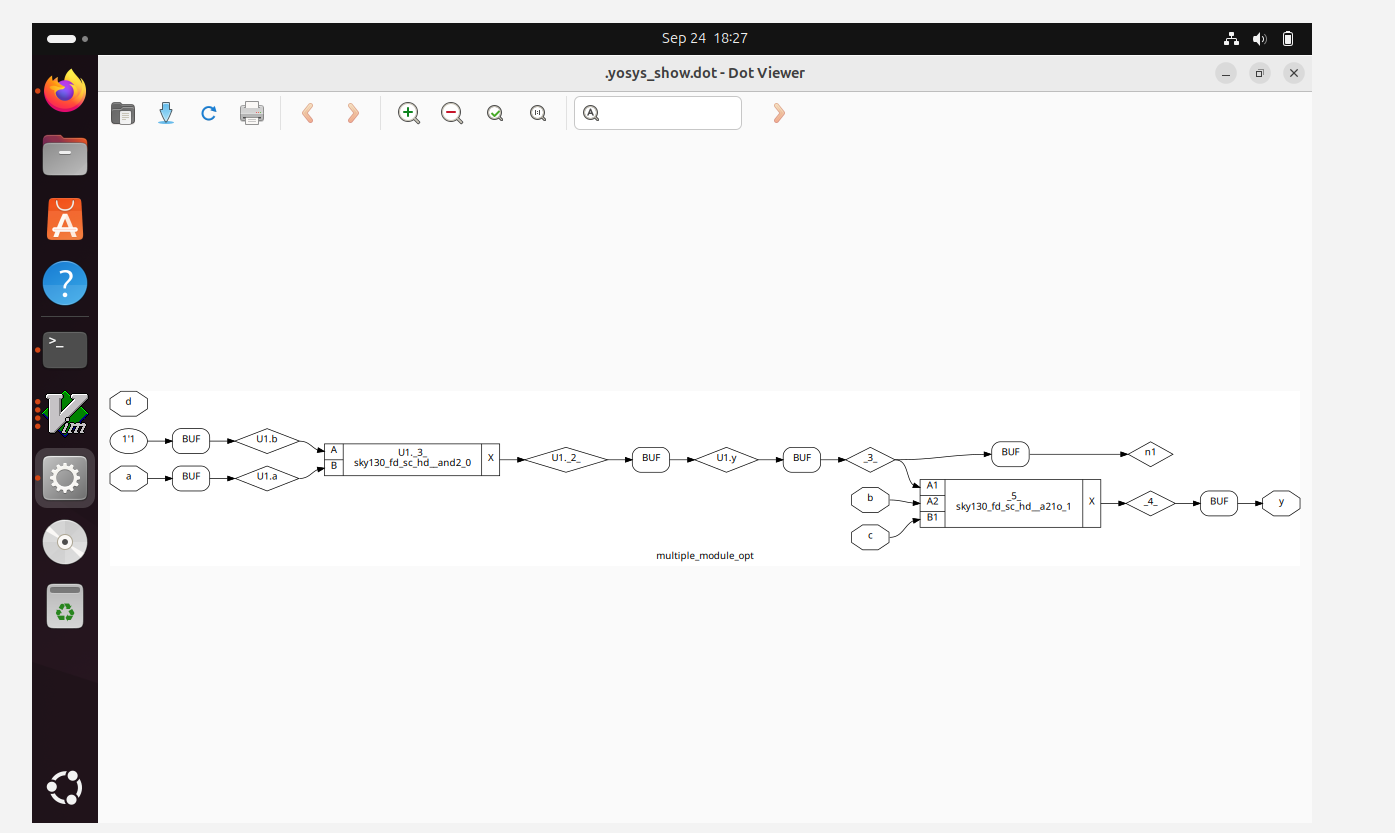 Sep 24 18:27
.yosys_show.dot - Dot Viewer
d
1'1
BUF
U1.b
a
BUF
U1.a
A
B
U1._3_
sky130_fd_sc_hd__and2_0
X
U1._2_
BUF
U1.y
BUF
_3_
BUF
n1
b
c
A1
A2
B1
_5_
sky130_fd_sc_hd__a21o_1
X
_4_
BUF
y
multiple_module_opt